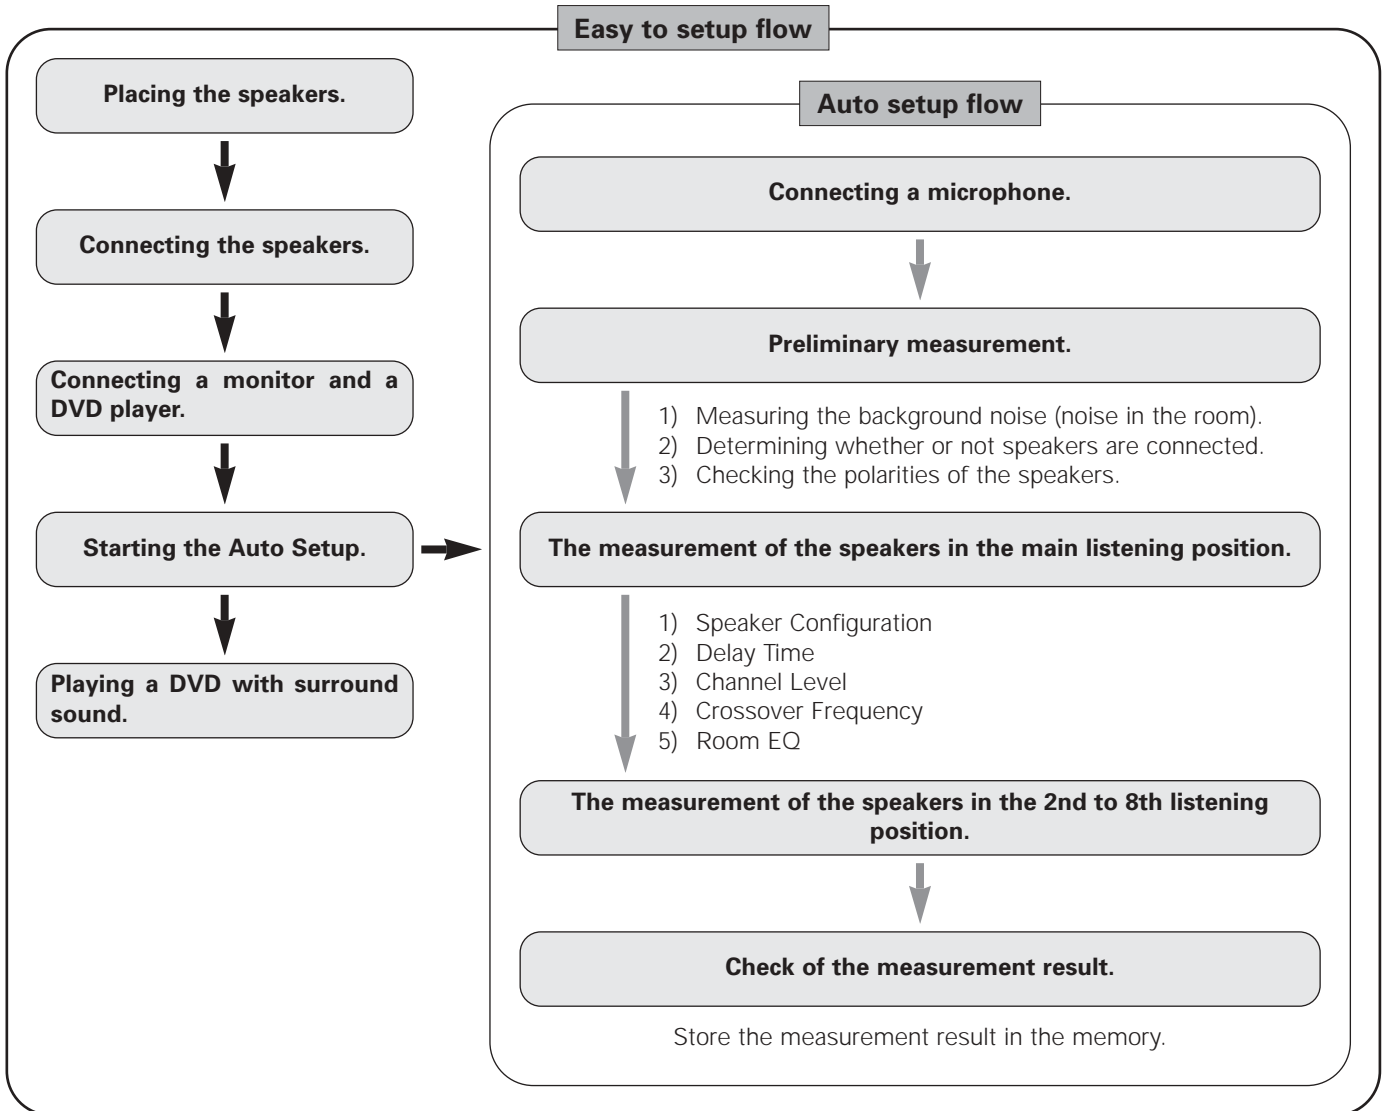 Easy to setup flow
Placing the speakers.
Connecting the speakers.
Connecting a monitor and a
DVD player.
Starting the Auto Setup.
Playing a DVD with surround
sound.
Auto setup flow
Connecting a microphone.
Preliminary measurement.
1) Measuring the background noise (noise in the room).
2) Determining whether or not speakers are connected.
3) Checking the polarities of the speakers.
The measurement of the speakers in the main listening position.
1) Speaker Configuration
2) Delay Time
3) Channel Level
4) Crossover Frequency
5) Room EQ
The measurement of the speakers in the 2nd to 8th listening
position.
Check of the measurement result.
Store the measurement result in the memory.